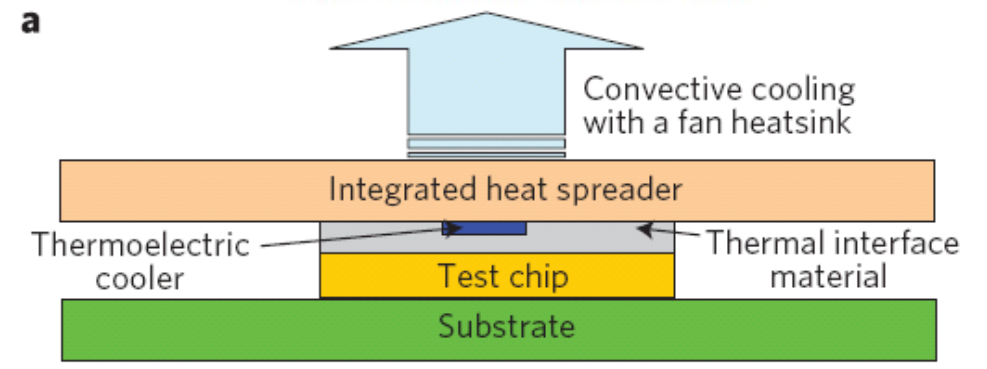 a
Convective cooling
with a fan heatsink
Integrated heat spreader
Thermoelectric
cooler
Thermal interface
material
Test chip
Substrate